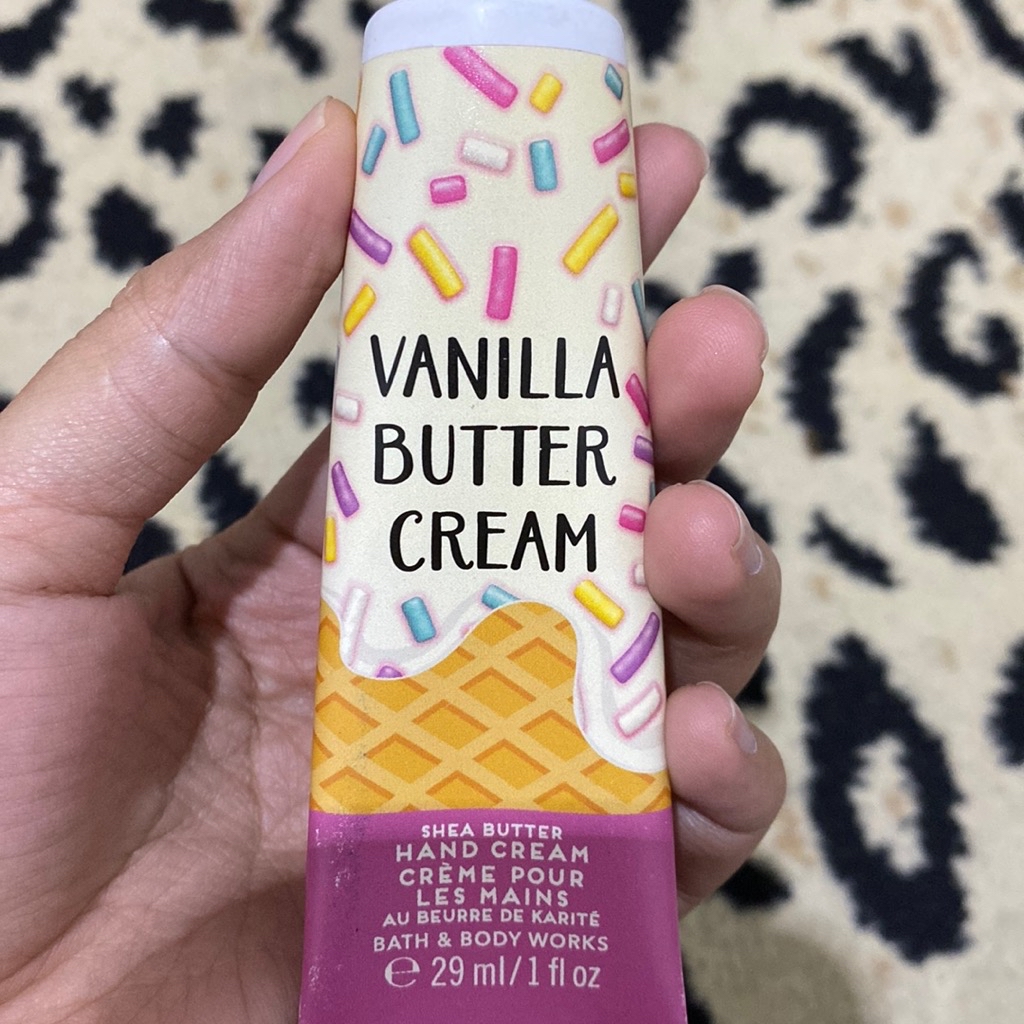 VANILLA
BUTTER
CREAM
SHEA BUTTER
HAND CREAM
CRÈME POUR
LES MAINS
AU BEURRE DE KARITÉ
BATH & BODY WORKS
℮ 29 ml/1 fl oz